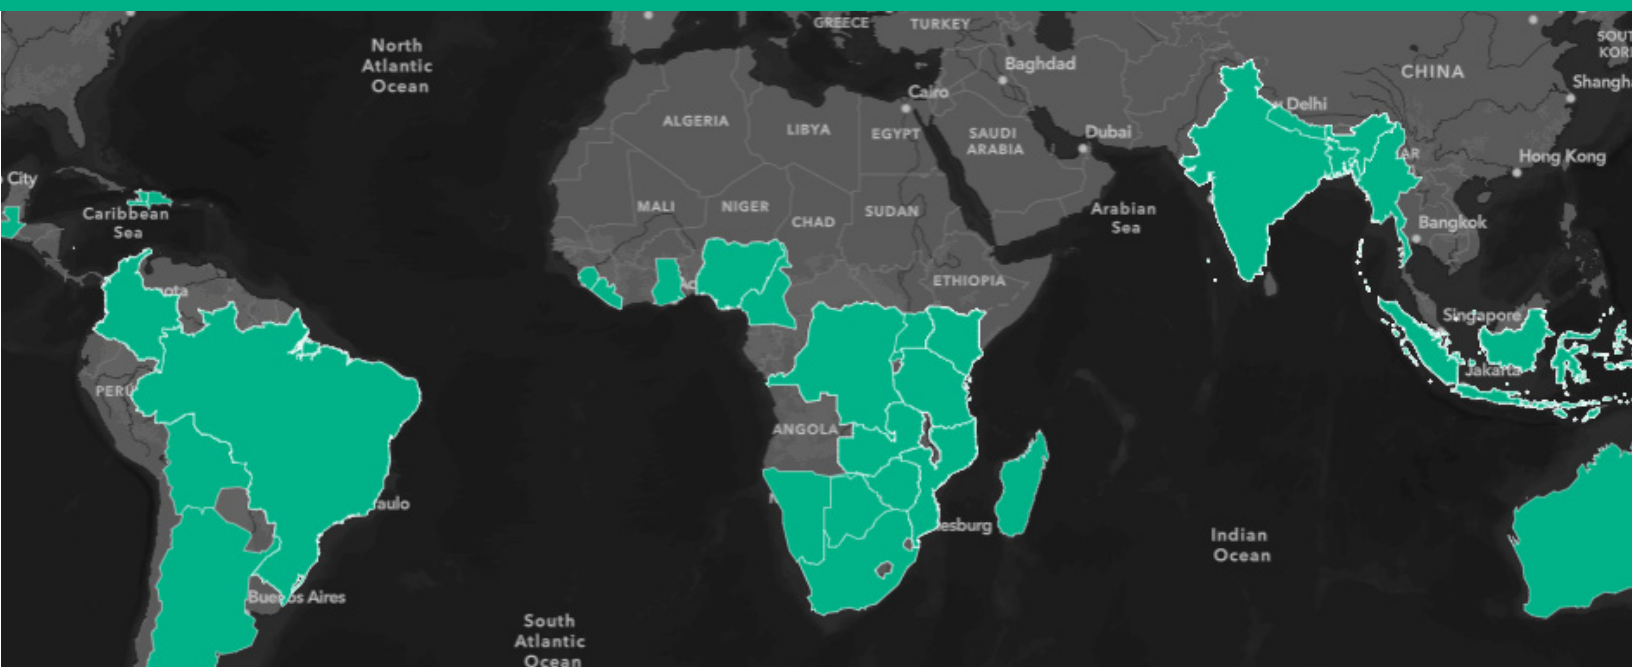 GREECE
TURKEY
North
Atlantic
Ocean
Baghdad
CHINA
Cairo
Delhi
ALGERIA
LIBYA
EGYPT
SAUDI
ARABIA
Dubai
Hong Kong
City
MALI
NIGER
CHAD
SUDAN
Caribbean
Sea
Arabian
Sea
Bangkok
ETHIOPIA
Singapore
Jakarta
PERU
ANGOLA
aulo
esburg
Indian
Ocean
Buenos Aires
South
Atlantic
Ocean